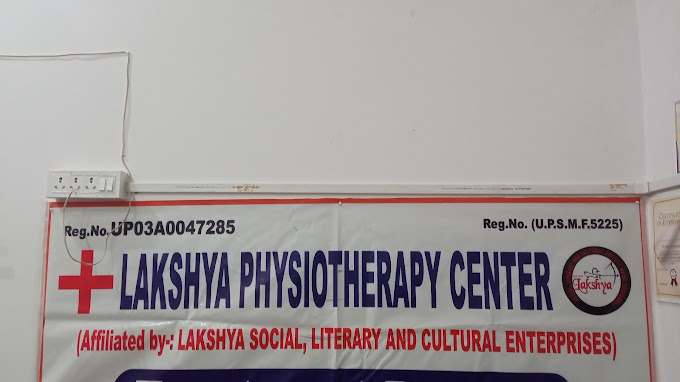 Reg.No. UP03A0047285
Reg.No. (U.P.S.M.F.5225)
LAKSHYA PHYSIOTHERAPY CENTER
Lakshya
(Affiliated by-: LAKSHYA SOCIAL, LITERARY AND CULTURAL ENTERPRISES)